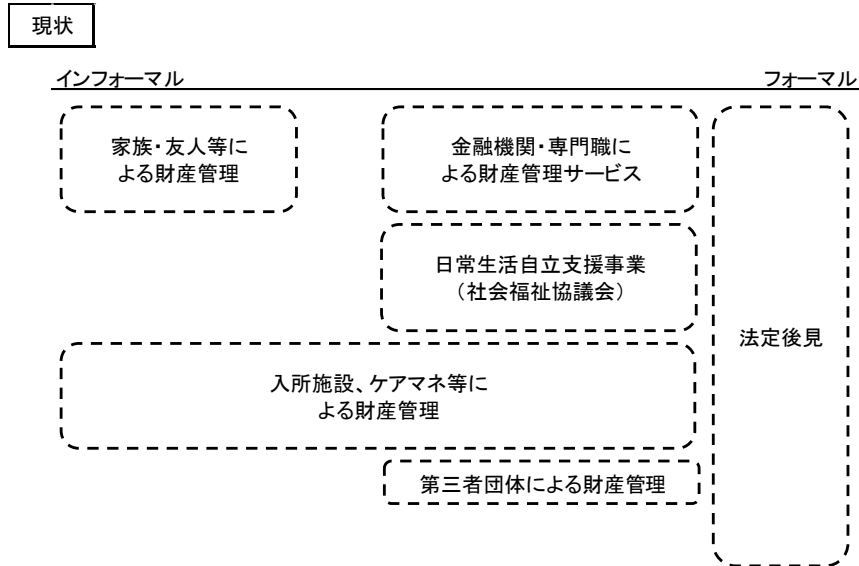 現状
インフォーマル
フォーマル
家族・友人等に
よる財産管理
金融機関・専門職に
よる財産管理サービス
日常生活自立支援事業
（社会福祉協議会）
法定後見
入所施設、ケアマネ等に
よる財産管理
第三者団体による財産管理